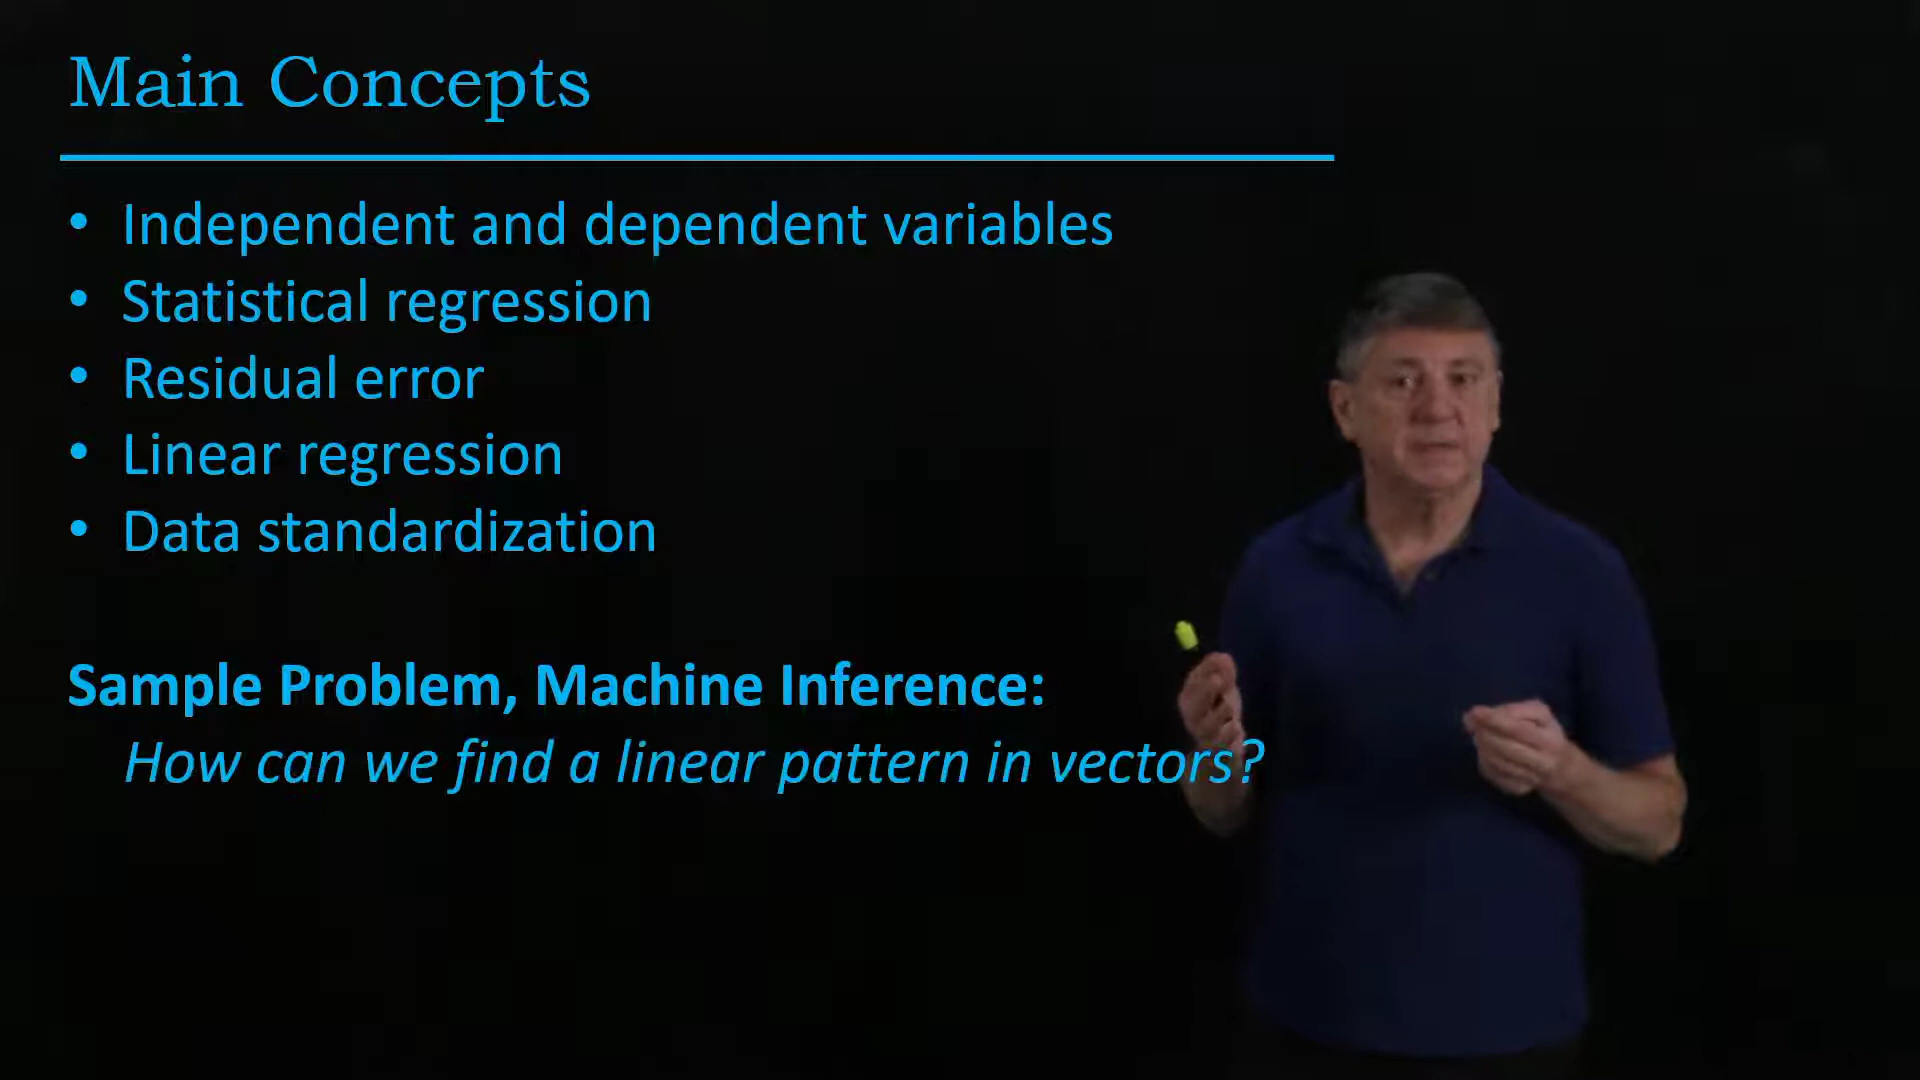 Main Concepts
• Independent and dependent variables
• Statistical regression
• Residual error
• Linear regression
• Data standardization
Sample Problem, Machine Inference:
How can we find a linear pattern in vectors?